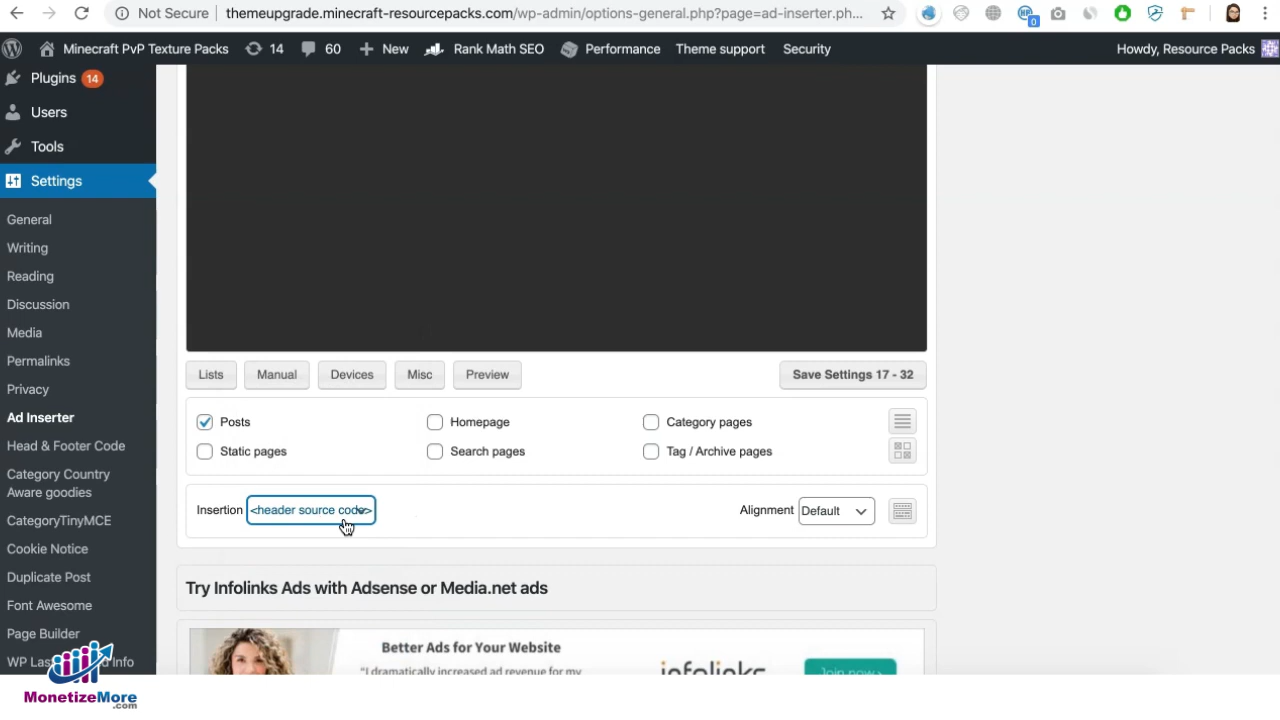 Not Secure themeupgrade.minecraft-resourcepacks.com/wp-admin/options-general.php?page=ad-inserter.ph...
0
Minecraft PvP Texture Packs 14 60 New Rank Math SEO Performance Theme support Security Howdy, Resource Packs
Plugins 14
Users
Tools
Settings
General
Writing
Reading
Discussion
Media
Permalinks
Privacy
Ad Inserter
Head & Footer Code
Category Country
Aware goodies
CategoryTinyMCE
Cookie Notice
Duplicate Post
Font Awesome
Page Builder
WP Las Info
Lists Manual Devices Misc Preview Save Settings 17 - 32
Posts Homepage Category pages
Static pages Search pages Tag / Archive pages
Insertion <header source code> Alignment Default
Try Infolinks Ads with Adsense or Media.net ads
Better Ads for Your Website
"I dramatically increased ad revenue for my
infolinks
Join now >
MonetizeMore
.com